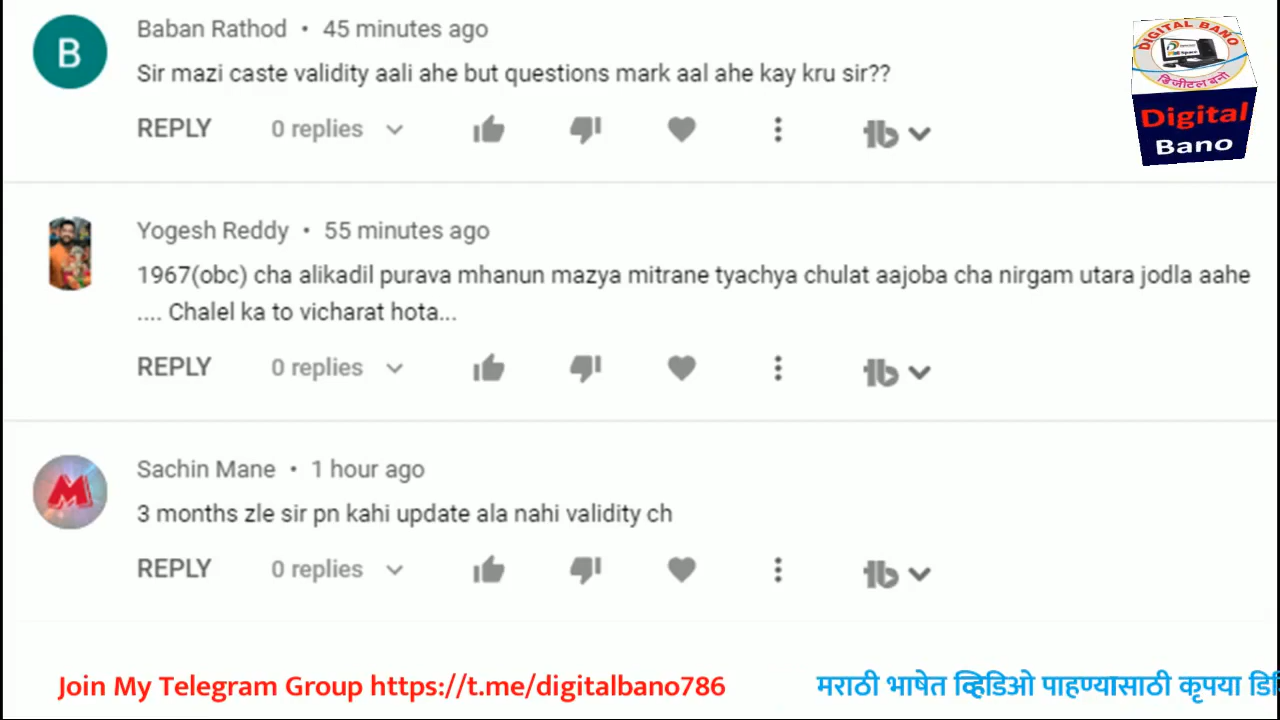 B
Baban Rathod • 45 minutes ago
Sir mazi caste validity aali ahe but questions mark aal ahe kay kru sir??
REPLY 0 replies
DIGITAL BANO
डिजीटल बनो
Digital
Bano
Yogesh Reddy • 55 minutes ago
1967(obc) cha alikadil purava mhanun mazya mitrane tyachya chulat aajoba cha nirgam utara jodla aahe
.... Chalel ka to vicharat hota...
REPLY 0 replies
M
Sachin Mane • 1 hour ago
3 months zle sir pn kahi update ala nahi validity ch
REPLY 0 replies
Join My Telegram Group https://t.me/digitalbano786
मराठी भाषेत व्हिडिओ पाहण्यासाठी कृपया